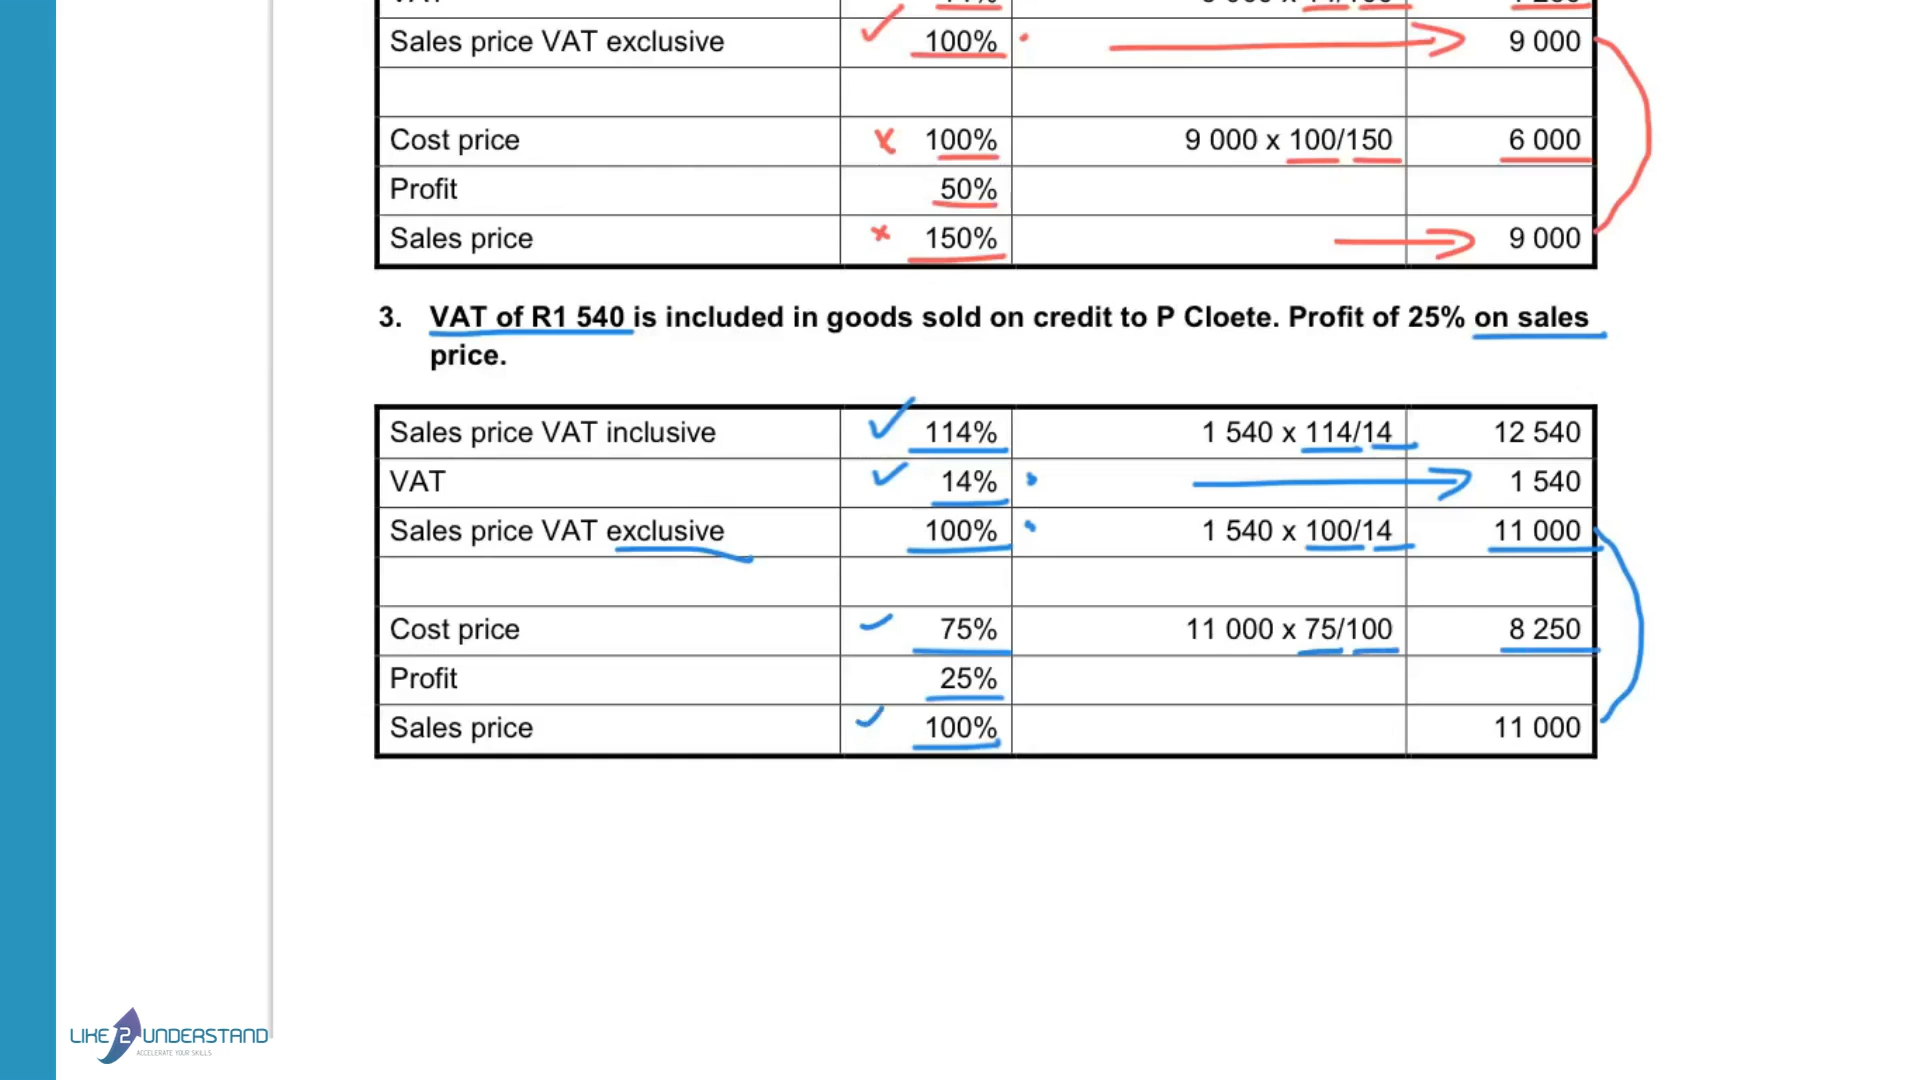 Sales price VAT exclusive 100% 9 000
Cost price 100% 9 000 x 100/150 6 000
Profit 50%
Sales price 150% 9 000
3. VAT of R1 540 is included in goods sold on credit to P Cloete. Profit of 25% on sales
price.
Sales price VAT inclusive 114% 1 540 x 114/14 12 540
VAT 14% 1 540
Sales price VAT exclusive 100% 1 540 x 100/14 11 000
Cost price 75% 11 000 x 75/100 8 250
Profit 25%
Sales price 100% 11 000
LIKE 2 UNDERSTAND
ACCELERATE YOUR SKILLS